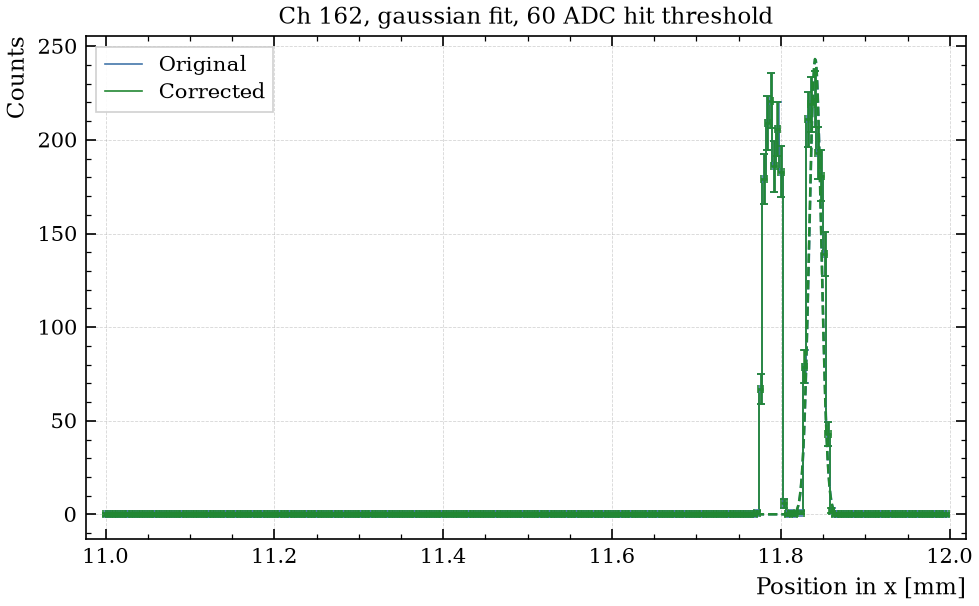 Ch 162, gaussian fit, 60 ADC hit threshold
Counts
Original
Corrected
250
200
150
100
50
0
11.0 11.2 11.4 11.6 11.8 12.0
Position in x [mm]